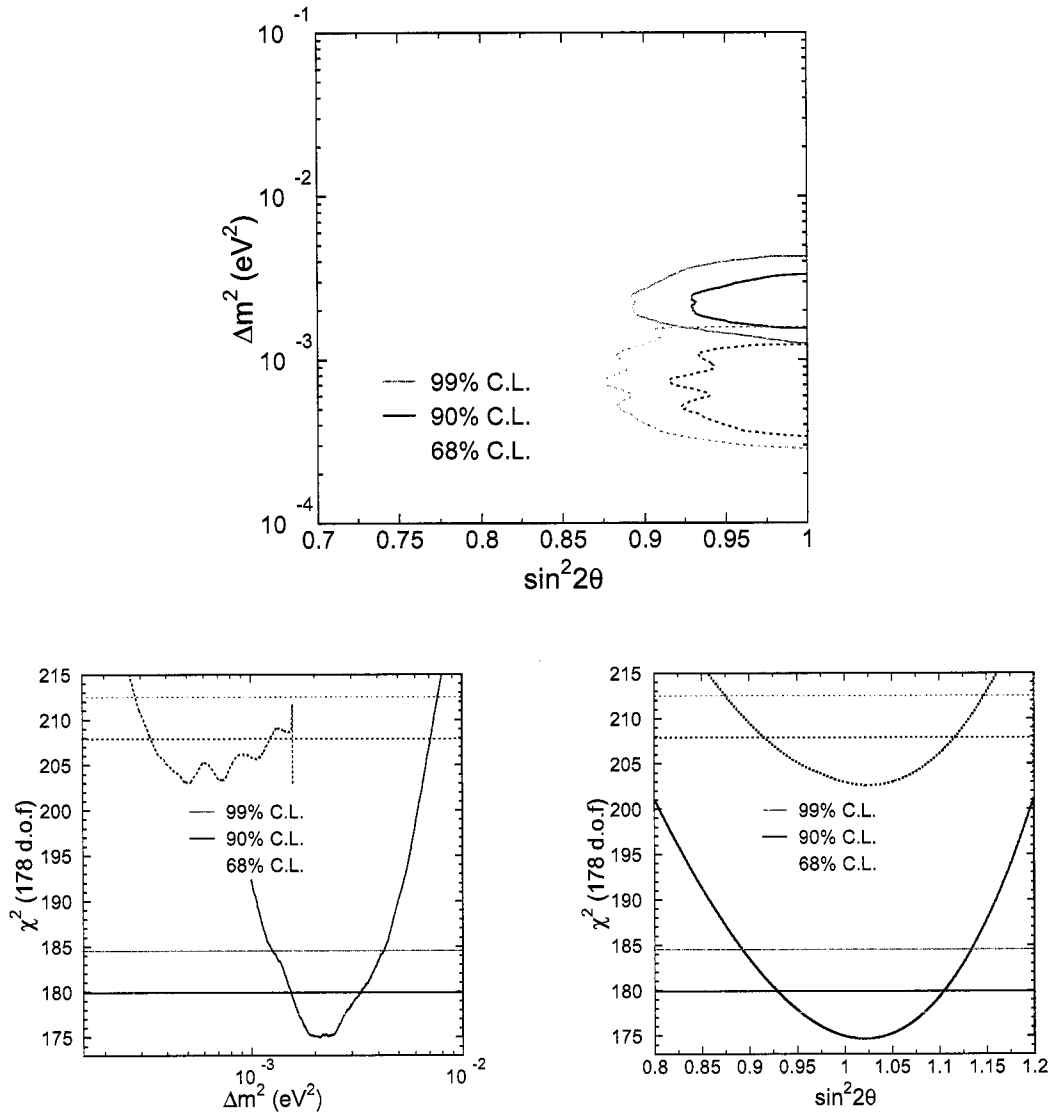 Δm² (eV²)
10⁻¹
10⁻²
10⁻³
10⁻⁴
99% C.L.
90% C.L.
68% C.L.
0.7 0.75 0.8 0.85 0.9 0.95 1
sin²2θ
χ² (178 d.o.f)
215
210
205
200
195
190
185
180
175
99% C.L.
90% C.L.
68% C.L.
10⁻³ 10⁻²
Δm² (eV²)
χ² (178 d.o.f)
215
210
205
200
195
190
185
180
175
99% C.L.
90% C.L.
68% C.L.
0.8 0.85 0.9 0.95 1 1.05 1.1 1.15 1.2
sin²2θ